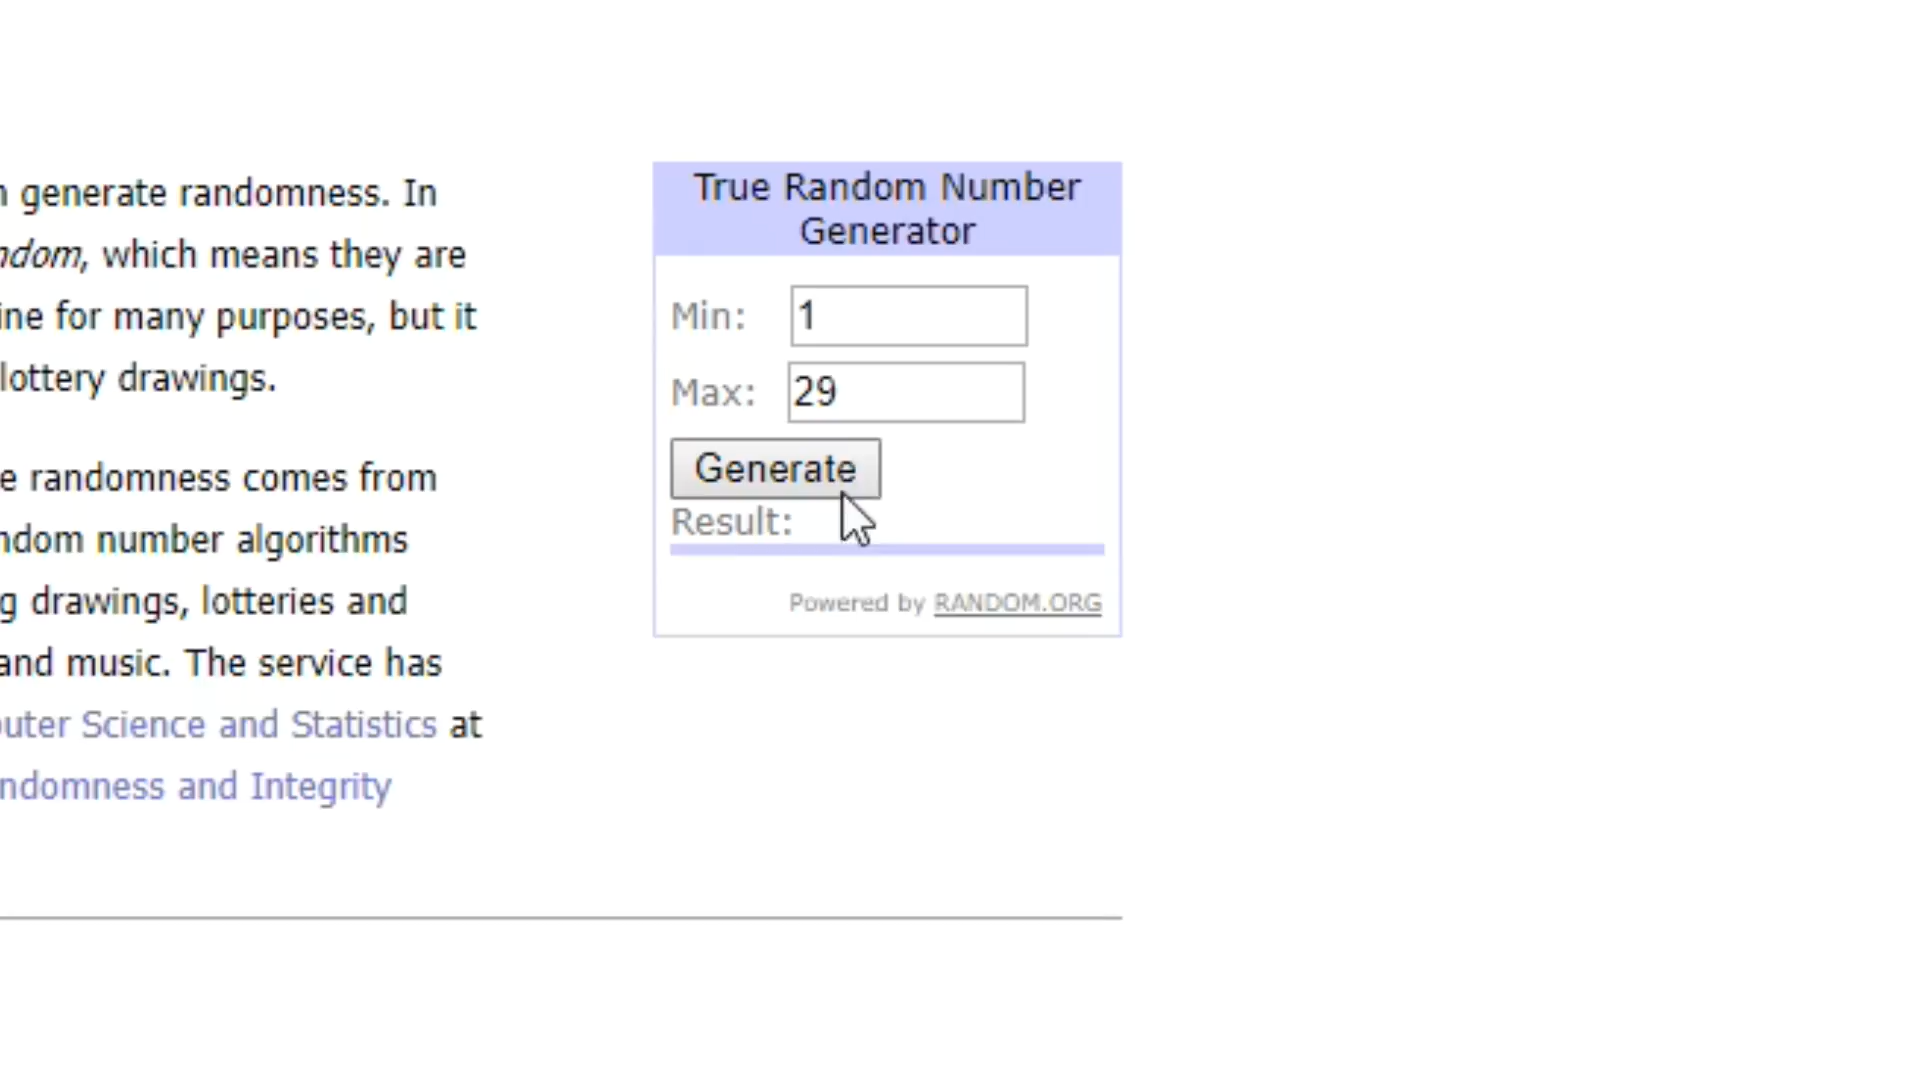 generate randomness. In
which means they are
for many purposes, but it
lottery drawings.
randomness comes from
number algorithms
drawings, lotteries and
and music. The service has
Science and Statistics at
and Integrity
True Random Number
Generator
Min: 1
Max: 29
Generate
Result:
Powered by RANDOM.ORG